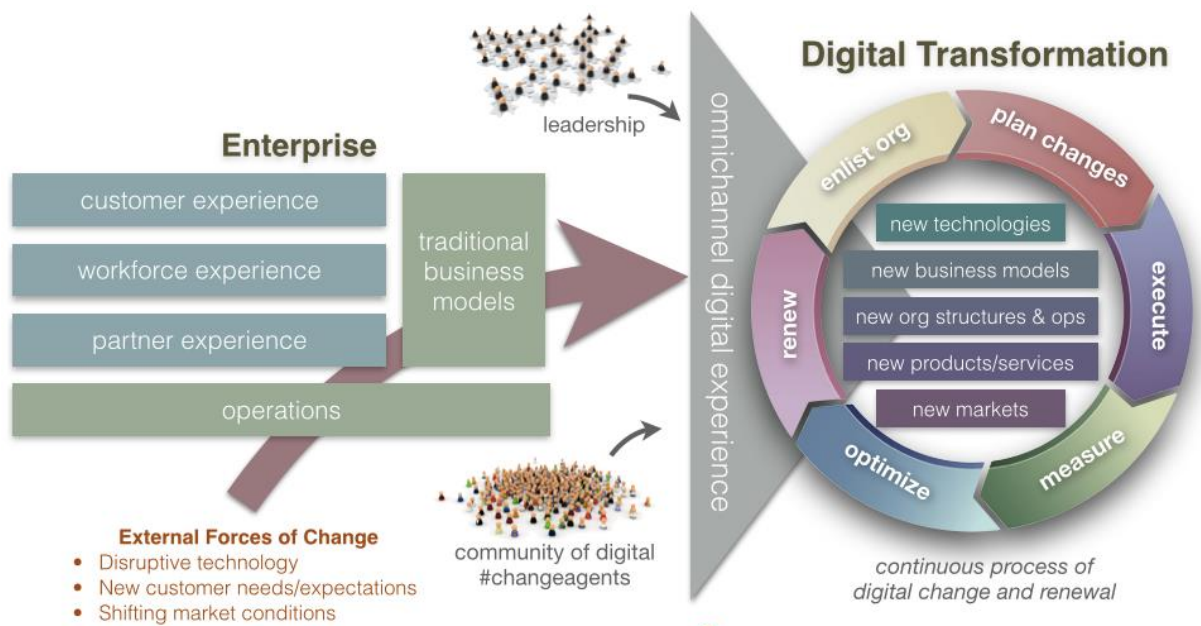 Enterprise
customer experience
workforce experience
partner experience
traditional
business
models
operations
External Forces of Change
• Disruptive technology
• New customer needs/expectations
• Shifting market conditions
leadership
community of digital
#changeagents
omnichannel digital experience
Digital Transformation
enlist org
plan changes
execute
measure
optimize
renew
new technologies
new business models
new org structures & ops
new products/services
new markets
continuous process of
digital change and renewal